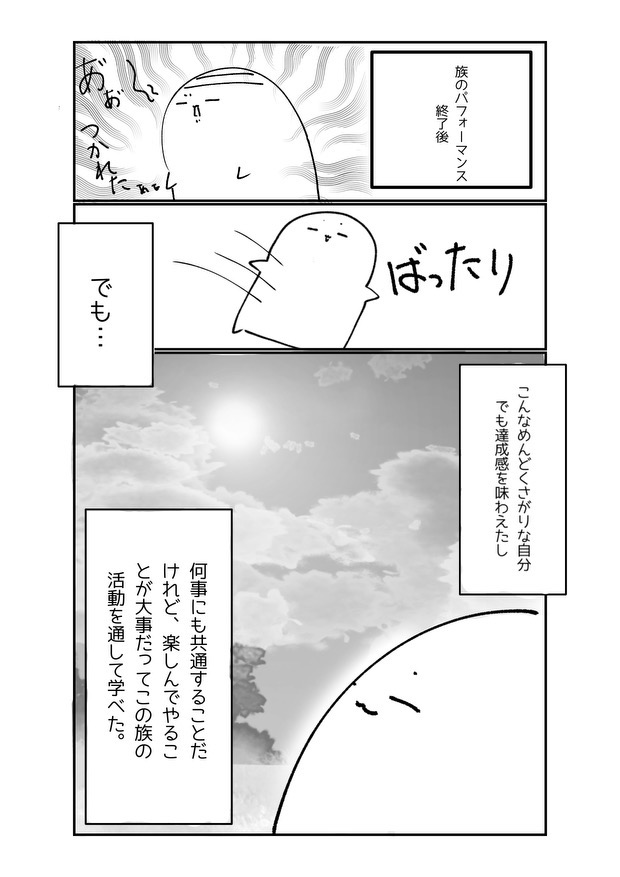 族のパフォーマンス
終了後
あ゛ぉ〜
つかれたぁぁ
ばったり
でも…
こんなめんどくさがりな自分
でも達成感を味わえたし
何事にも共通することだ
けれど、楽しんでやるこ
とが大事だってこの族の
活動を通して学べた。